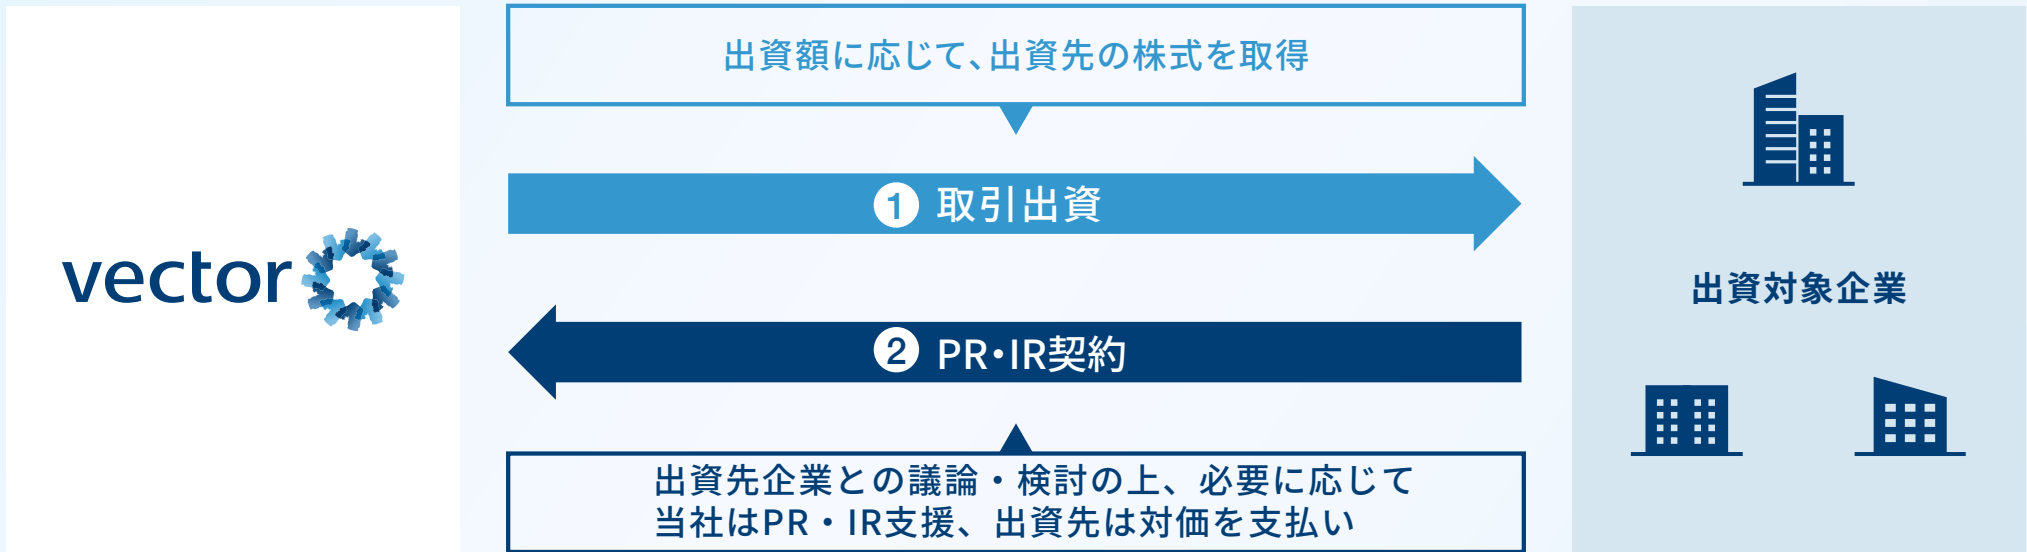 出資額に応じて、出資先の株式を取得
1 取引出資
vector
出資対象企業
2 PR・IR契約
出資先企業との議論・検討の上、必要に応じて
当社はPR・IR支援、出資先は対価を支払い